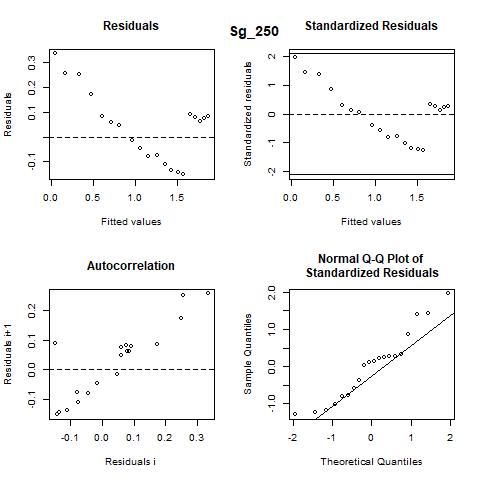 Sg_250
Residuals
Residuals
-0.1 0.1 0.2 0.3
0.0 0.5 1.0 1.5
Fitted values
Standardized Residuals
Standardized residuals
-2 -1 0 1 2
0.0 0.5 1.0 1.5
Fitted values
Autocorrelation
Residuals i+1
-0.1 0.0 0.1 0.2
-0.1 0.0 0.1 0.2 0.3
Residuals i
Normal Q-Q Plot of
Standardized Residuals
Sample Quantiles
-1.0 0.0 1.0 2.0
-2 -1 0 1 2
Theoretical Quantiles